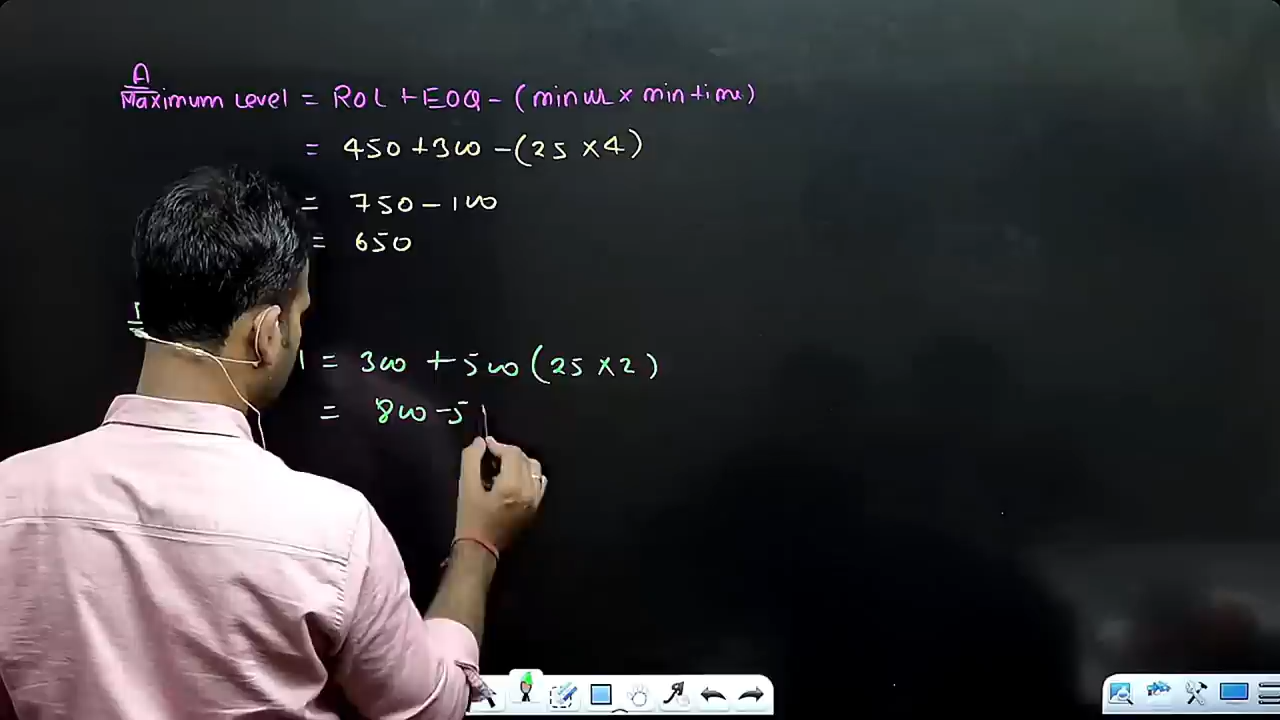 A
Maximum Level = ROL + EOQ - (min us x min time)
= 450 + 300 - (25 x 4)
= 750 - 100
= 650
= 300 + 500 (25 x 2)
= 800 - 5